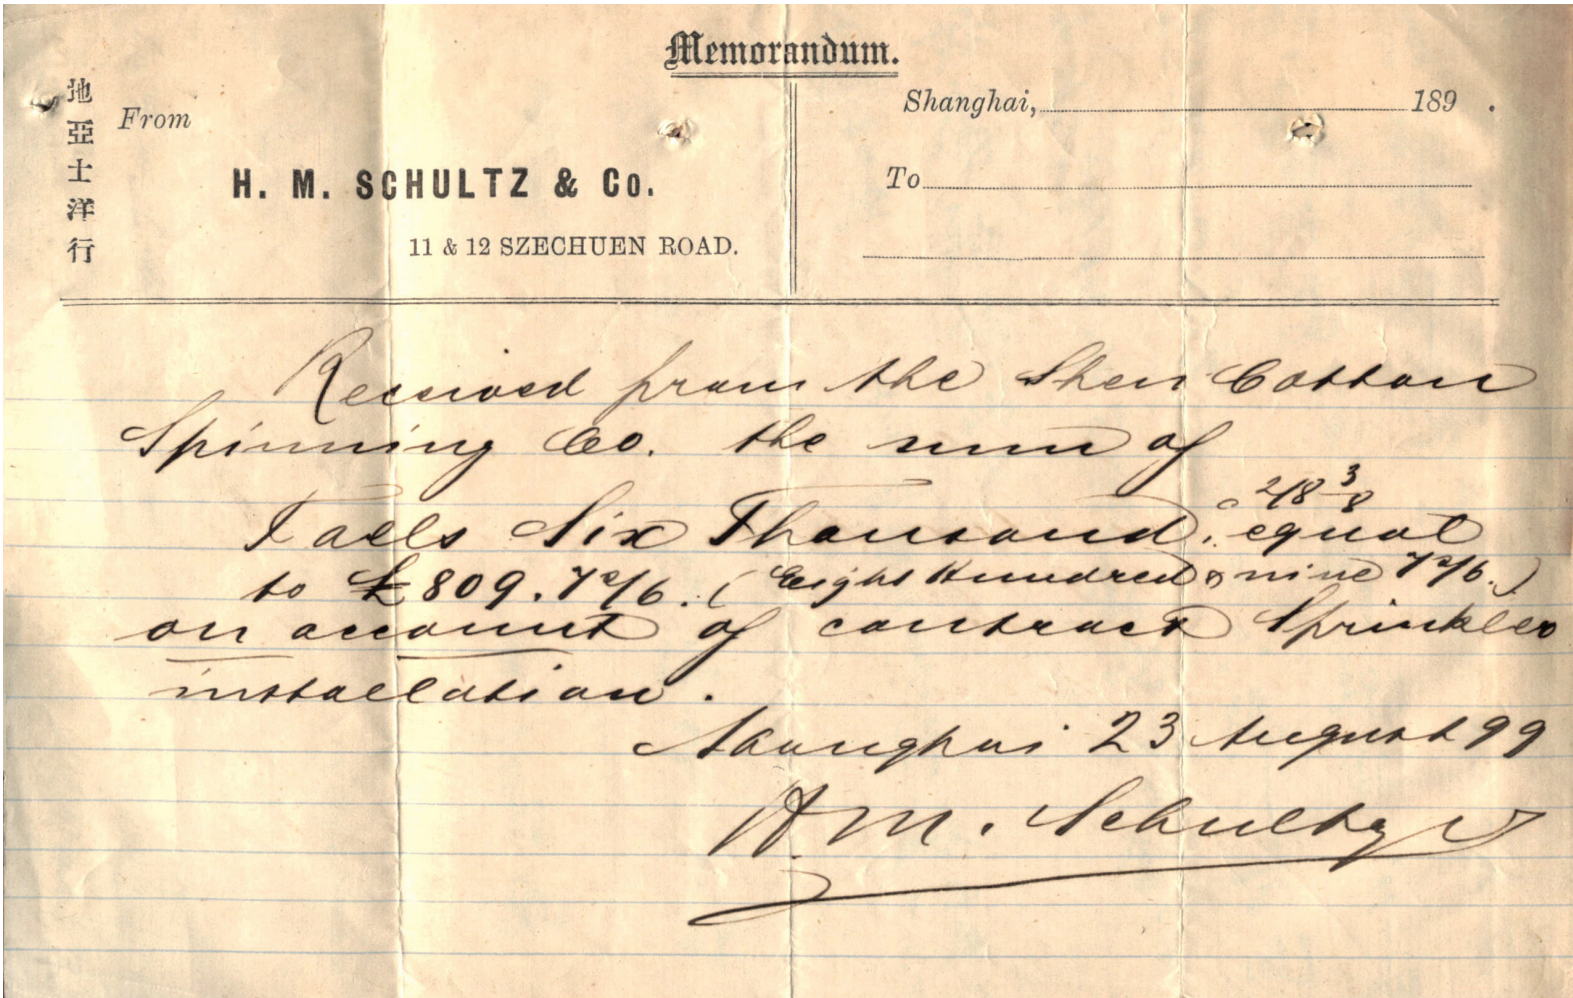 Memorandum.
地亞士洋行
From
Shanghai, 189 .
H. M. SCHULTZ & Co.
To
11 & 12 SZECHUEN ROAD.
Received from the Shen Cotton
Spinning Co. the sum of
@ 2/8 3/8
Taels Six Thousand, equal
to £809.7s/6. (Eight Hundred & nine 7s/6.)
on account of contract Sprinkler
installation.
Shanghai 23 August 99
H. M. Schultz